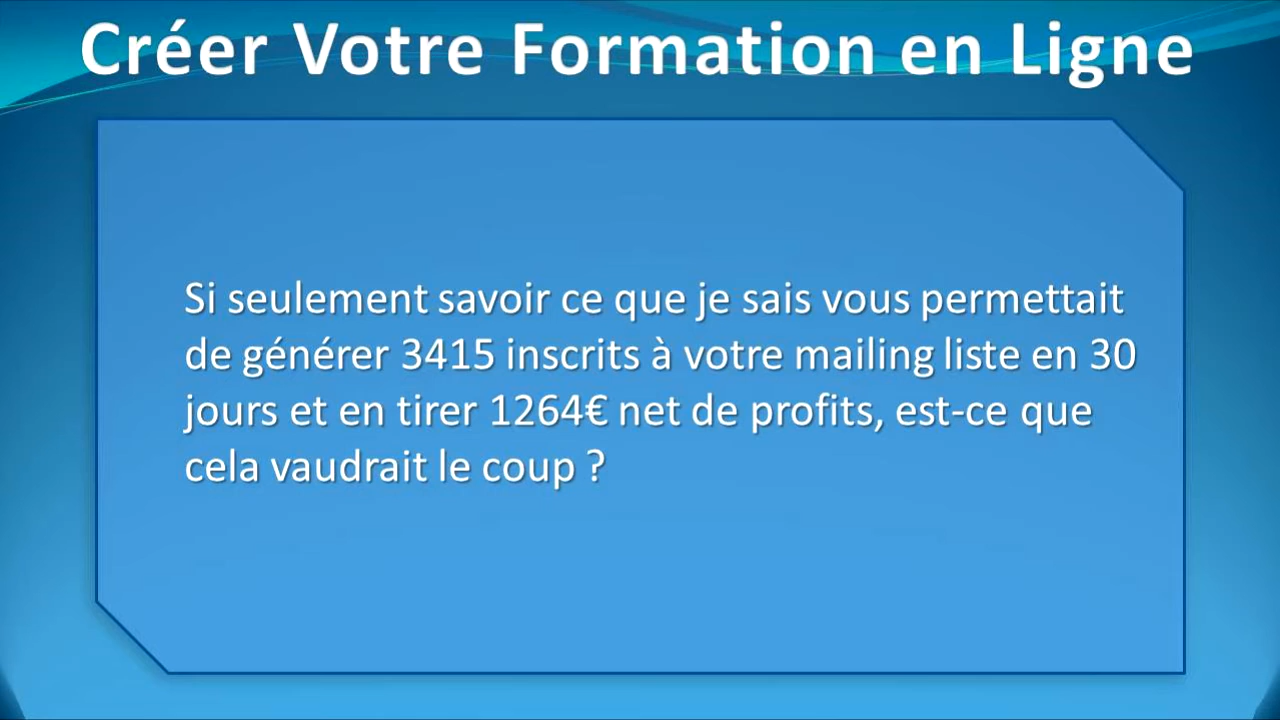 Créer Votre Formation en Ligne
Si seulement savoir ce que je sais vous permettait
de générer 3415 inscrits à votre mailing liste en 30
jours et en tirer 1264€ net de profits, est-ce que
cela vaudrait le coup ?